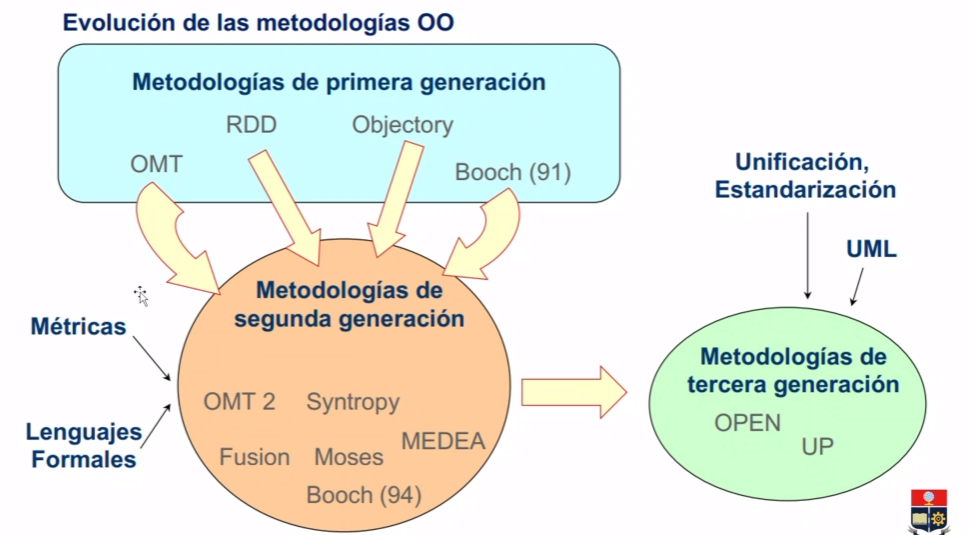 Evolución de las metodologías OO
Metodologías de primera generación
RDD
Objectory
OMT
Booch (91)
Unificación,
Estandarización
UML
Metodologías de
segunda generación
Métricas
Lenguajes
Formales
OMT 2
Syntropy
MEDEA
Fusion
Moses
Booch (94)
Metodologías de
tercera generación
OPEN
UP